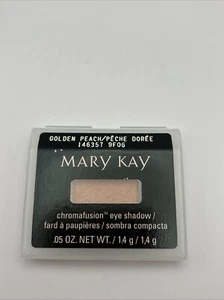 GOLDEN PEACH/PÊCHE DORÉE
146357 9F06
MARY KAY
chromafusion™ eye shadow /
fard à paupières / sombra compacta
.05 OZ. NET WT. / 1.4 g / 1,4 g